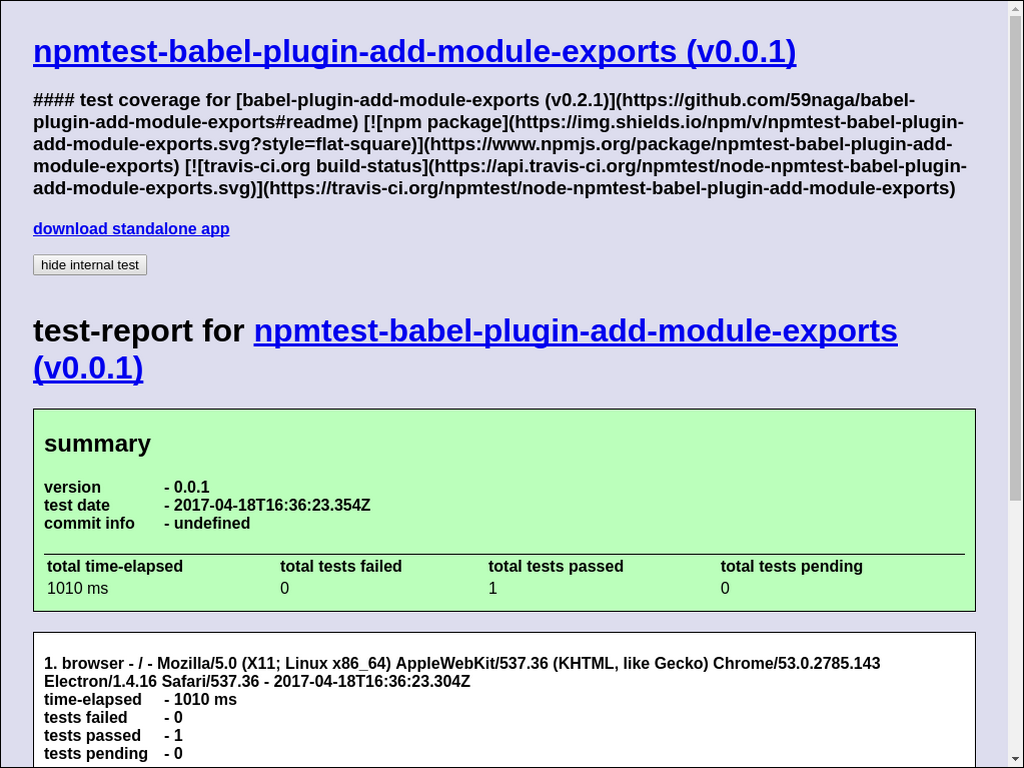 npmtest-babel-plugin-add-module-exports (v0.0.1)
#### test coverage for [babel-plugin-add-module-exports (v0.2.1)](https://github.com/59naga/babel-
plugin-add-module-exports#readme) [![npm package](https://img.shields.io/npm/v/npmtest-babel-plugin-
add-module-exports.svg?style=flat-square)](https://www.npmjs.org/package/npmtest-babel-plugin-add-
module-exports) [![travis-ci.org build-status](https://api.travis-ci.org/npmtest/node-npmtest-babel-plugin-
add-module-exports.svg)](https://travis-ci.org/npmtest/node-npmtest-babel-plugin-add-module-exports)
download standalone app
hide internal test
test-report for npmtest-babel-plugin-add-module-exports
(v0.0.1)
summary
version - 0.0.1
test date - 2017-04-18T16:36:23.354Z
commit info - undefined
total time-elapsed total tests failed total tests passed total tests pending
1010 ms 0 1 0
1. browser - / - Mozilla/5.0 (X11; Linux x86_64) AppleWebKit/537.36 (KHTML, like Gecko) Chrome/53.0.2785.143
Electron/1.4.16 Safari/537.36 - 2017-04-18T16:36:23.304Z
time-elapsed - 1010 ms
tests failed - 0
tests passed - 1
tests pending - 0